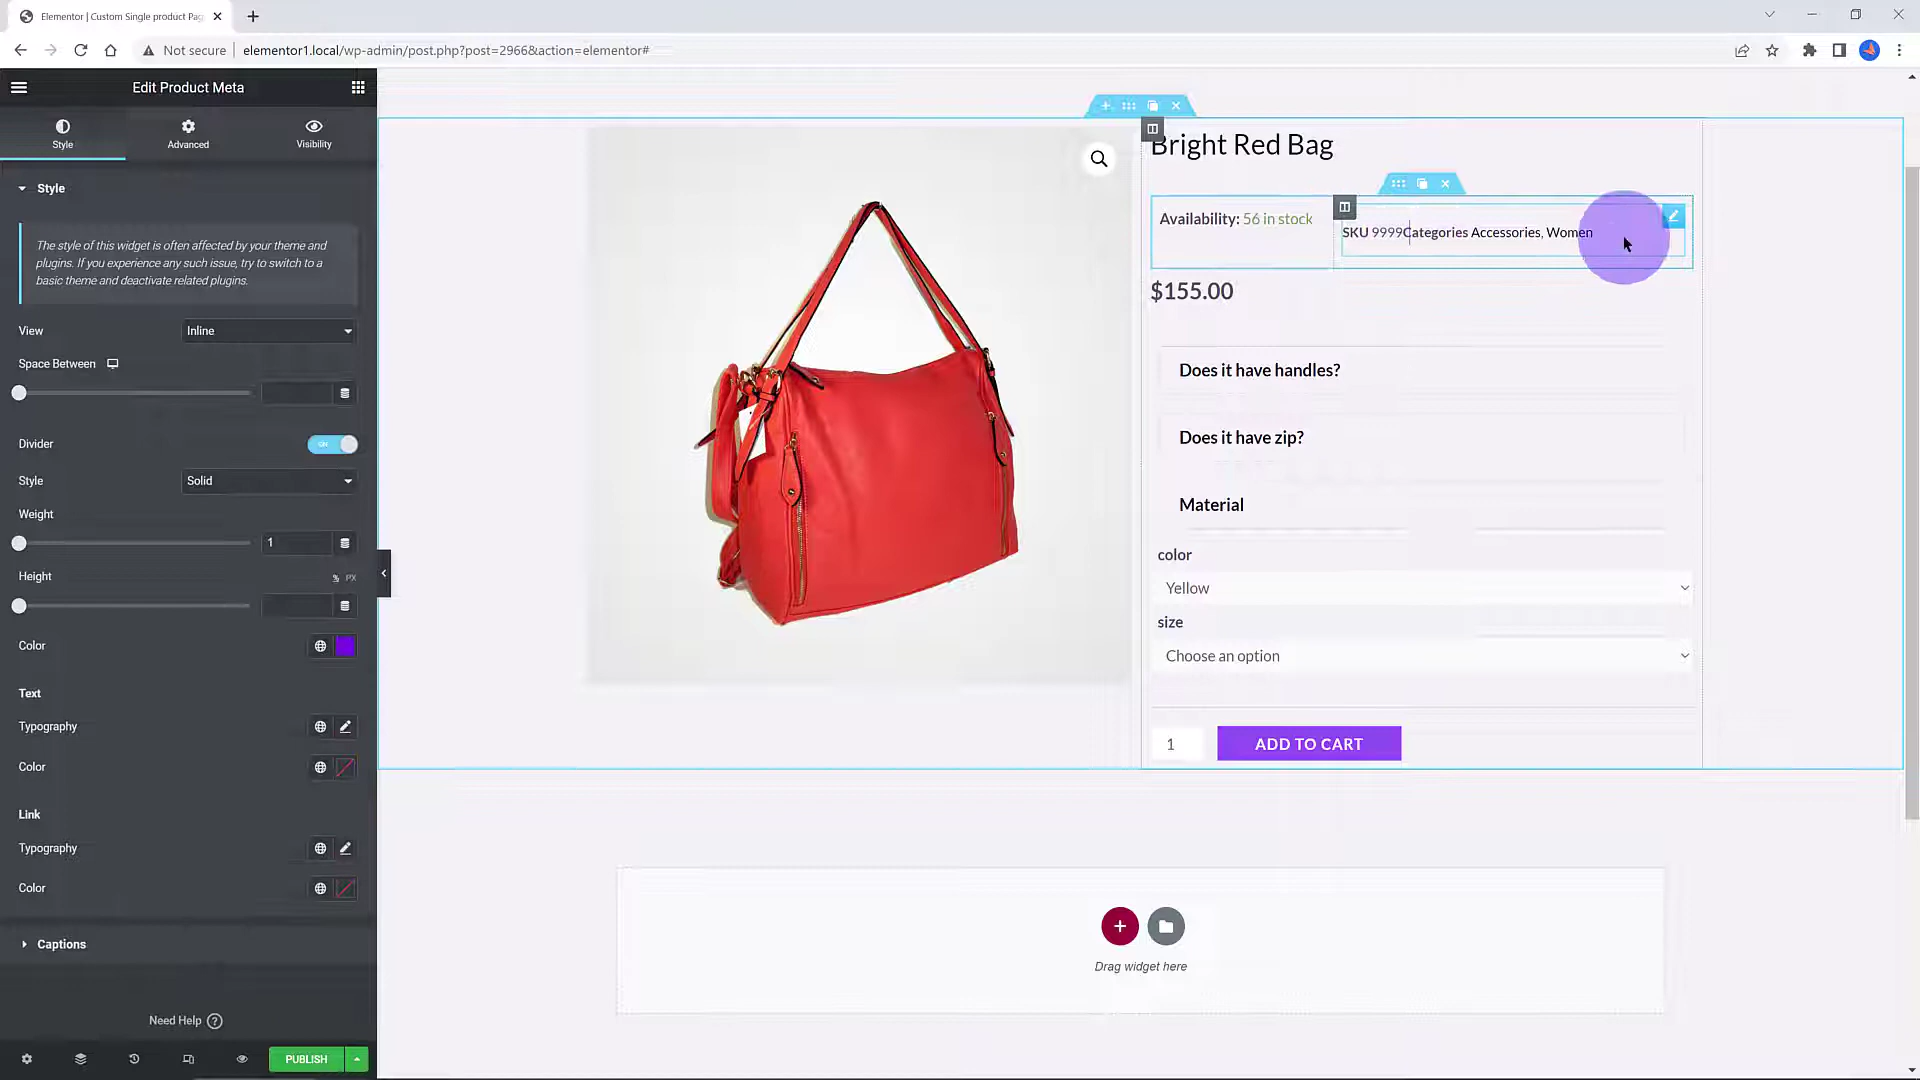 Elementor | Custom Single product Pag
Not secure
elementor1.local/wp-admin/post.php?post=2966&action=elementor#
Edit Product Meta
Style
Advanced
Visibility
Style
The style of this widget is often affected by your theme and
plugins. If you experience any such issue, try to switch to a
basic theme and deactivate related plugins.
View
Inline
Space Between
Divider
ON
Style
Solid
Weight
1
Height
% PX
Color
Text
Typography
Color
Link
Typography
Color
Captions
Need Help ?
PUBLISH
Bright Red Bag
Availability: 56 in stock
SKU 9999Categories Accessories, Women
$155.00
Does it have handles?
Does it have zip?
Material
color
Yellow
size
Choose an option
1
ADD TO CART
Drag widget here